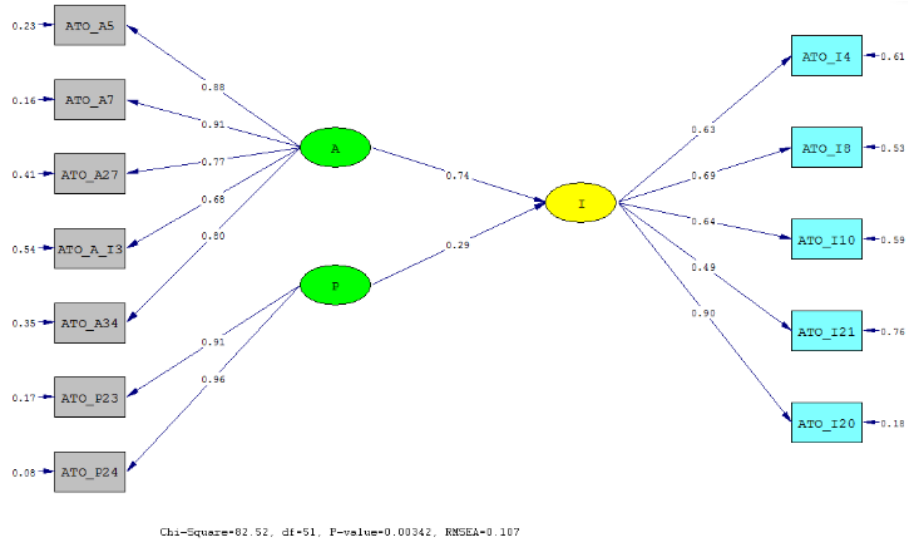 0.23 ATO_A5
0.16 ATO_A7
0.41 ATO_A27
0.54 ATO_A_I3
0.35 ATO_A34
0.17 ATO_P23
0.08 ATO_P24
0.88
0.91
0.77
0.68
0.80
0.91
0.96
A
P
0.74
0.29
I
0.63
0.69
0.64
0.49
0.90
ATO_I4 0.61
ATO_I8 0.53
ATO_I10 0.59
ATO_I21 0.76
ATO_I20 0.18
Chi-Square=82.52, df=51, P-value=0.00342, RMSEA=0.107